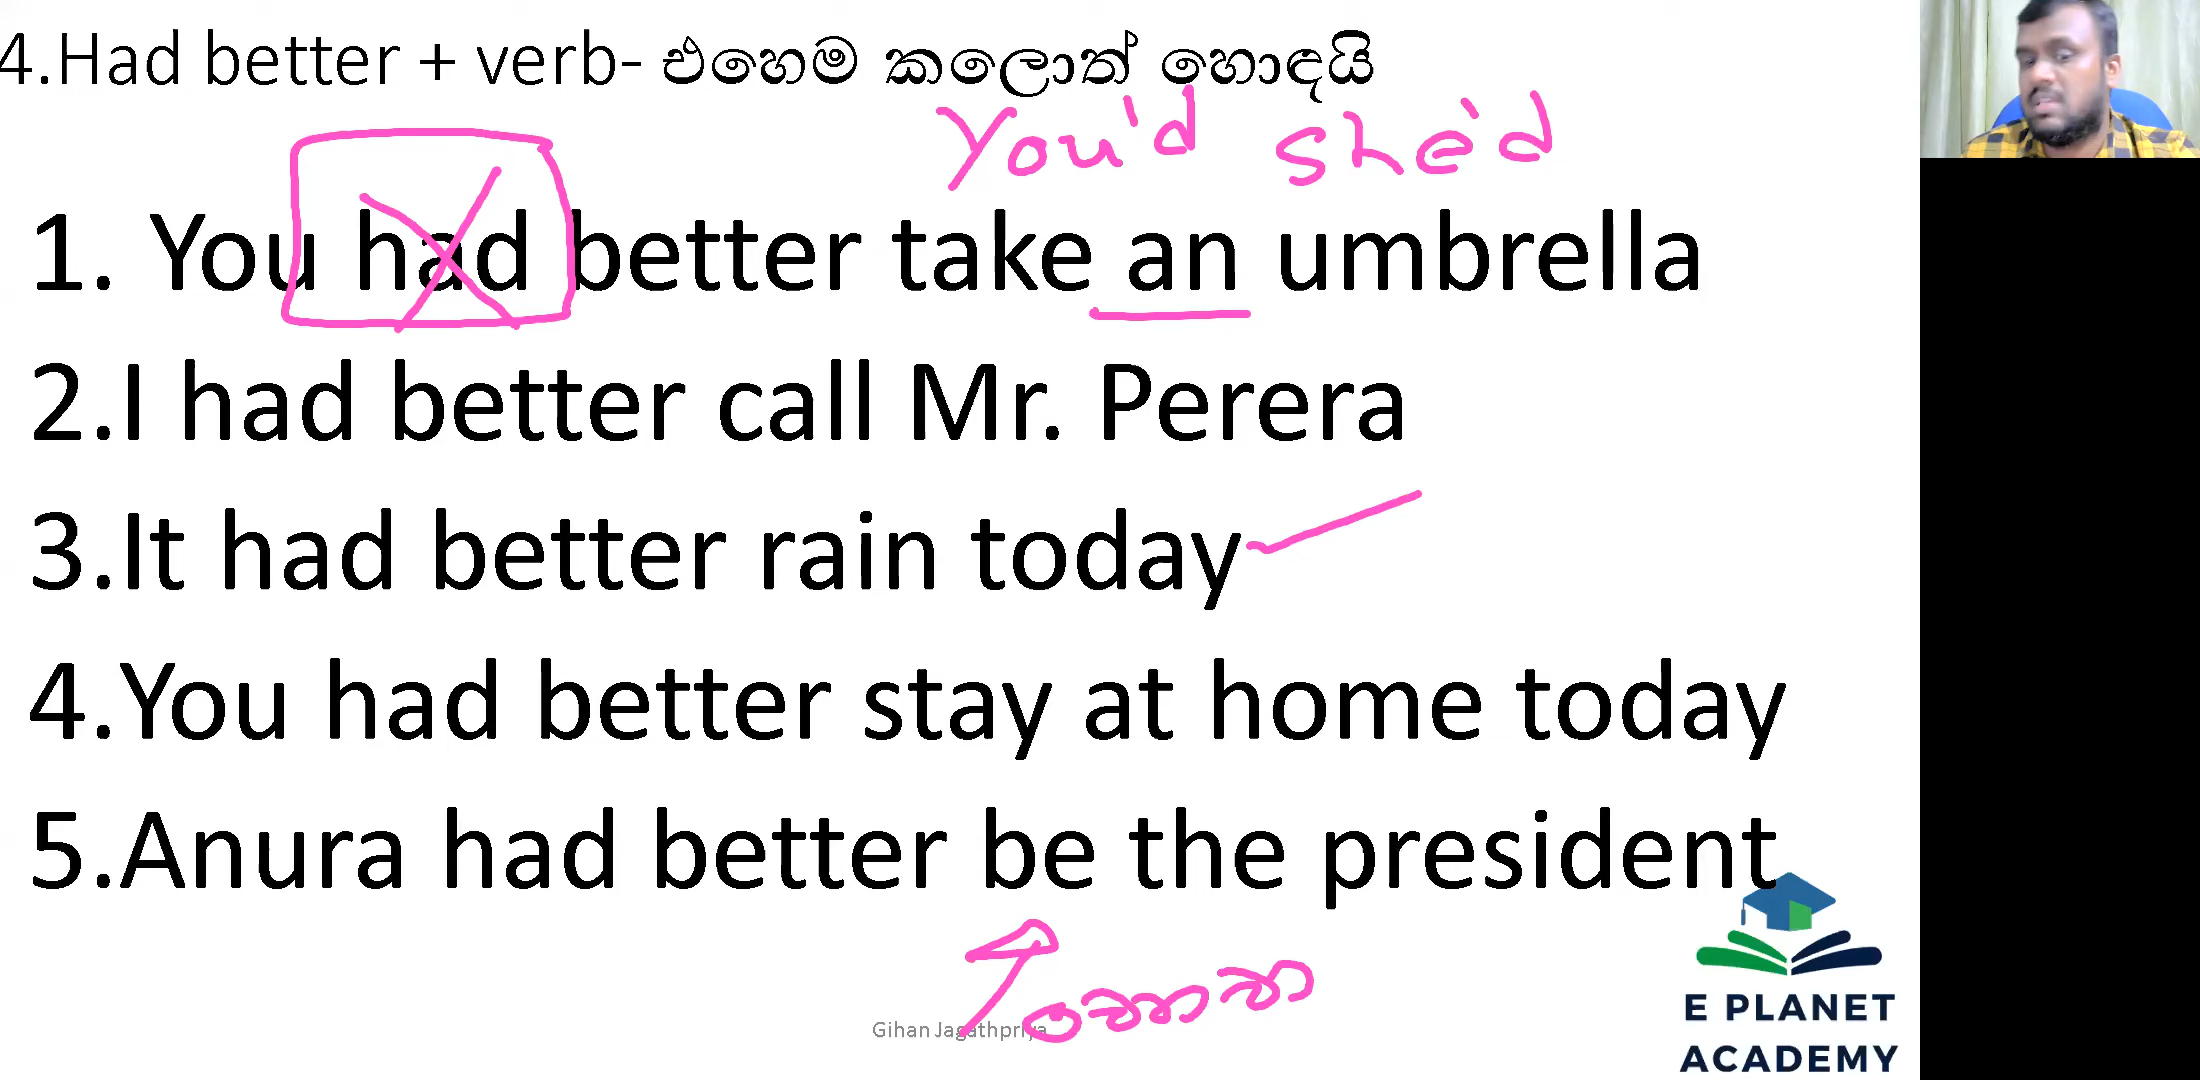 4.Had better + verb- එහෙම කලොත් හොඳයි
You'd she'd
1. You had better take an umbrella
2.I had better call Mr. Perera
3.It had better rain today
4.You had better stay at home today
5.Anura had better be the president
වෙනවා
Gihan Jagathpriya
E PLANET
ACADEMY